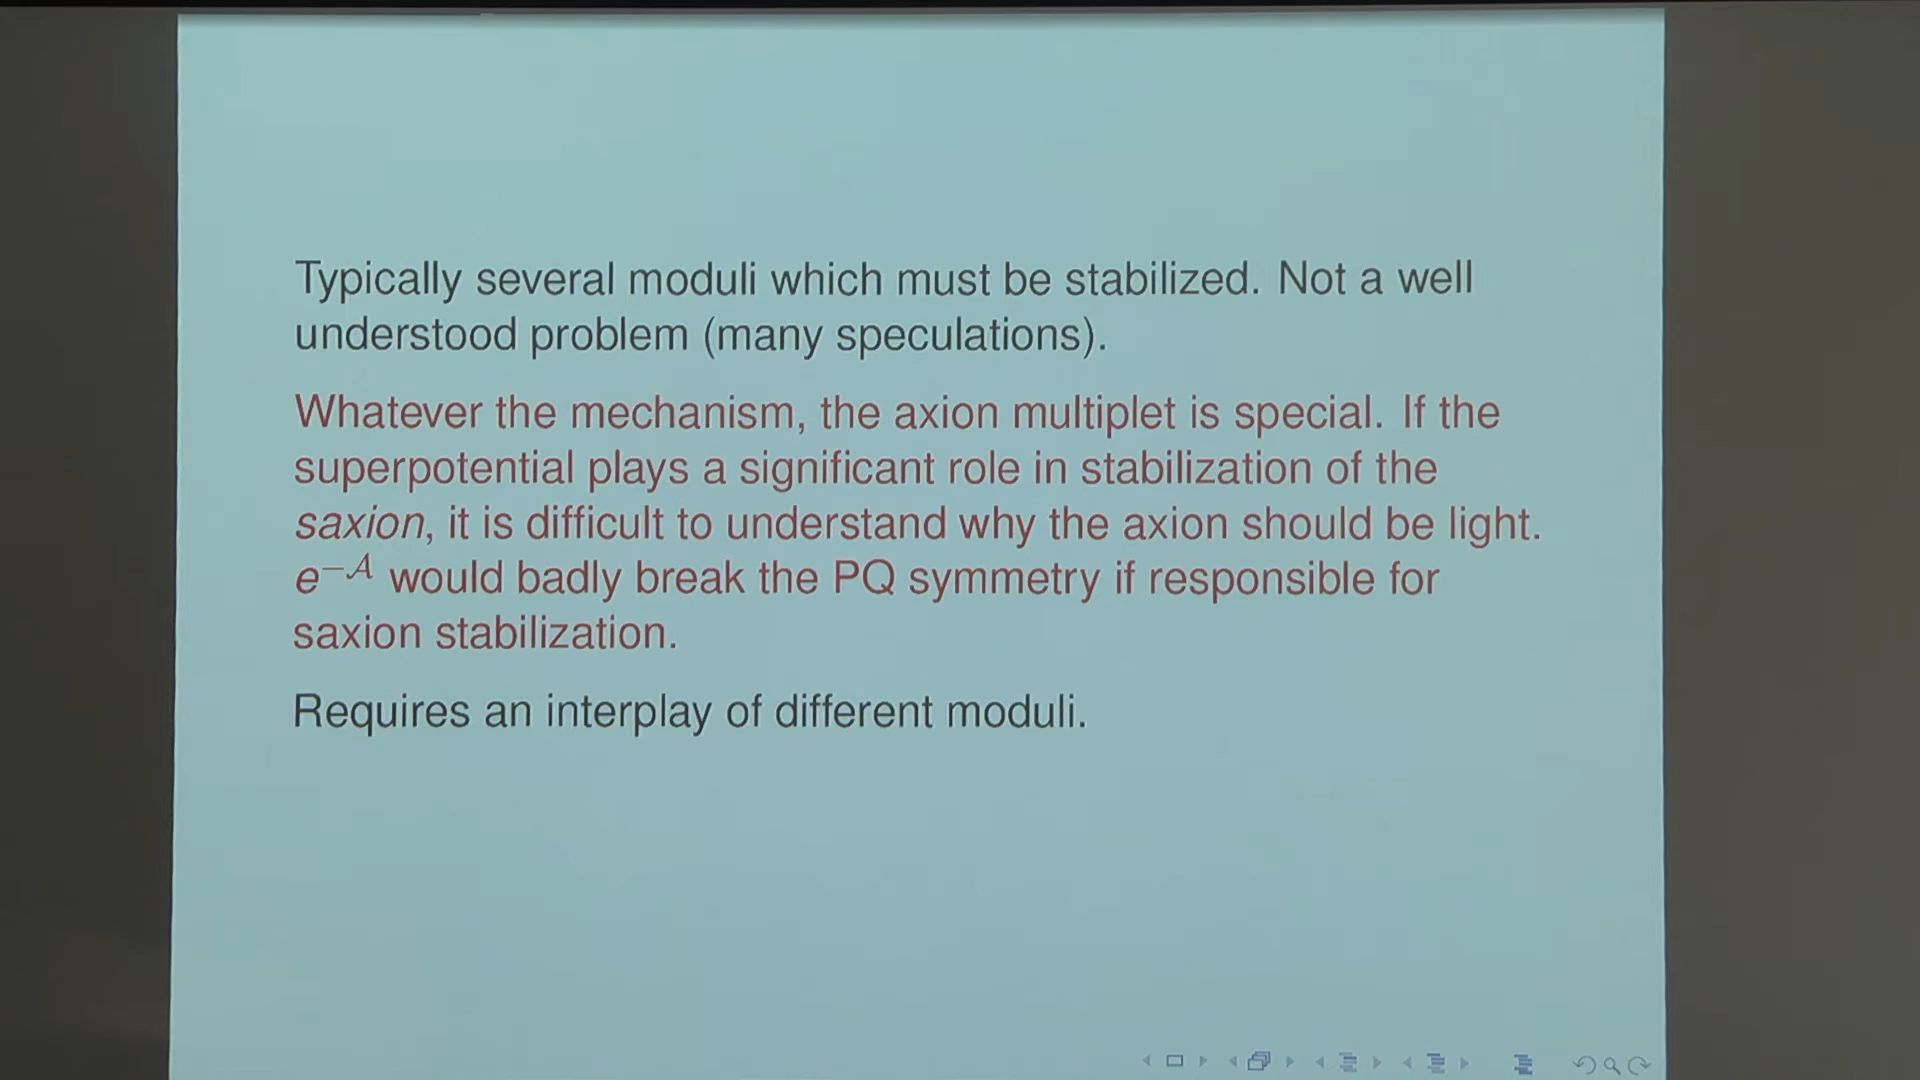 Typically several moduli which must be stabilized. Not a well
understood problem (many speculations).
Whatever the mechanism, the axion multiplet is special. If the
superpotential plays a significant role in stabilization of the
saxion, it is difficult to understand why the axion should be light.
e^{-𝒜} would badly break the PQ symmetry if responsible for
saxion stabilization.
Requires an interplay of different moduli.